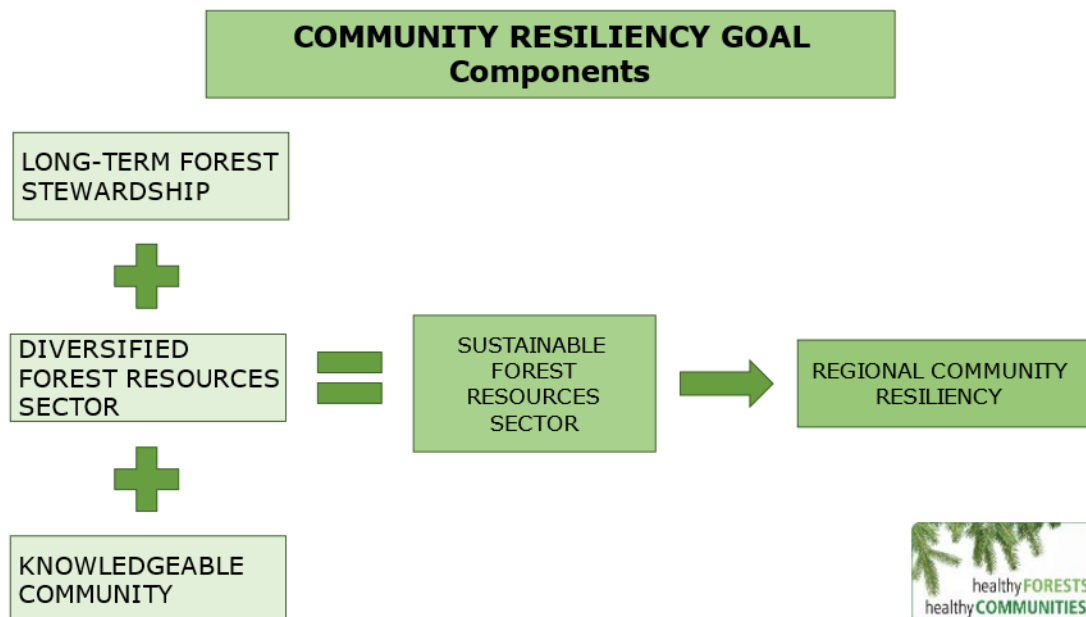 COMMUNITY RESILIENCY GOAL
Components
LONG-TERM FOREST
STEWARDSHIP
DIVERSIFIED
FOREST RESOURCES
SECTOR
KNOWLEDGEABLE
COMMUNITY
SUSTAINABLE
FOREST
RESOURCES
SECTOR
REGIONAL COMMUNITY
RESILIENCY
healthy FORESTS
healthy COMMUNITIES